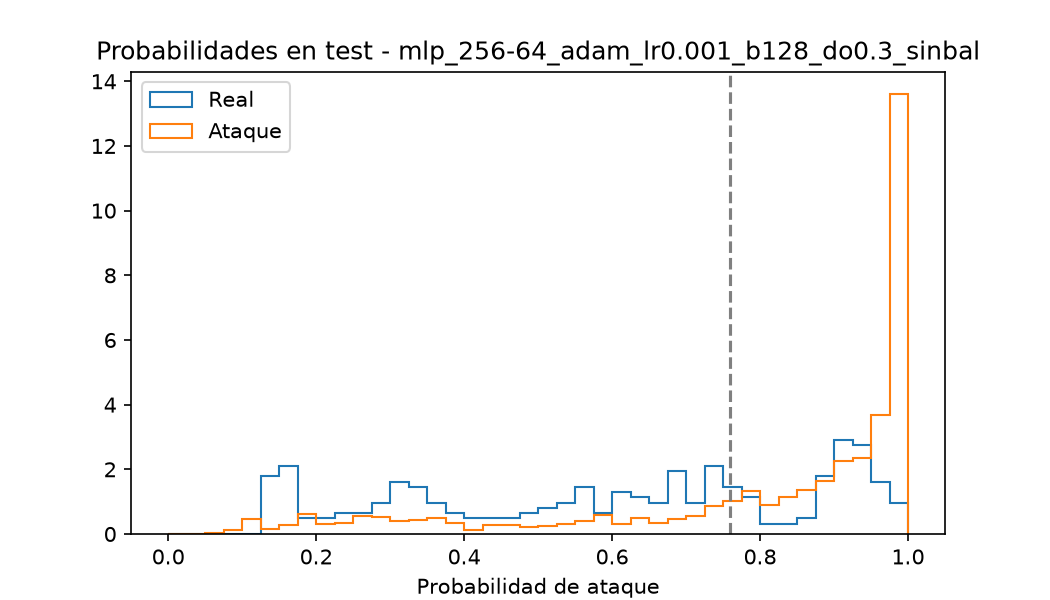 Probabilidades en test - mlp_256-64_adam_lr0.001_b128_do0.3_sinbal
Real
Ataque
14
12
10
8
6
4
2
0
0.0 0.2 0.4 0.6 0.8 1.0
Probabilidad de ataque